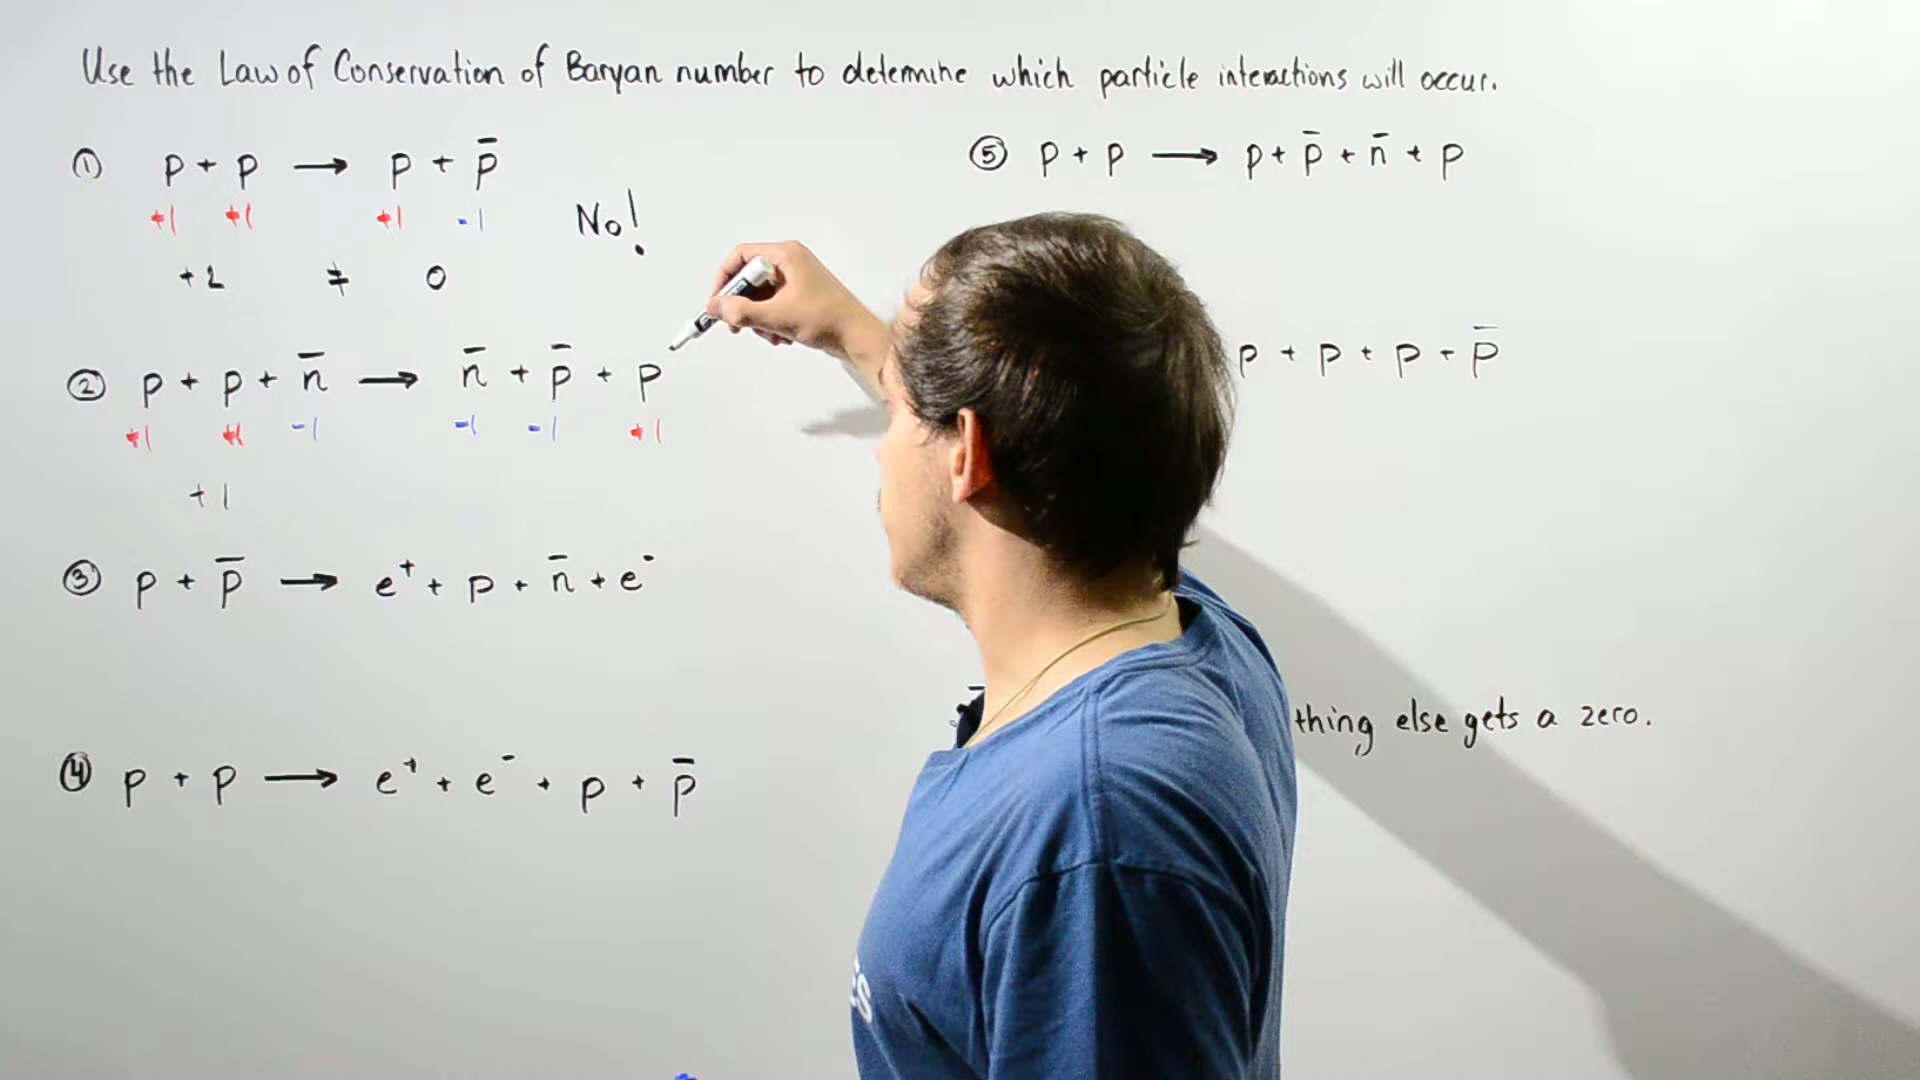 Use the Law of Conservation of Baryan number to determine which particle interactions will occur.
① p + p → p + p̄
+1 +1 +1 -1
No!
+2 ≠ 0
② p + p + n̄ → n̄ + p̄ + p
+1 +1 -1 -1 -1 +1
+1
③ p + p̄ → e⁺ + p + n̄ + e⁻
④ p + p → e⁺ + e⁻ + p + p̄
⑤ p + p → p + p̄ + n̄ + p
p + p + p + p̄
thing else gets a zero.
ES